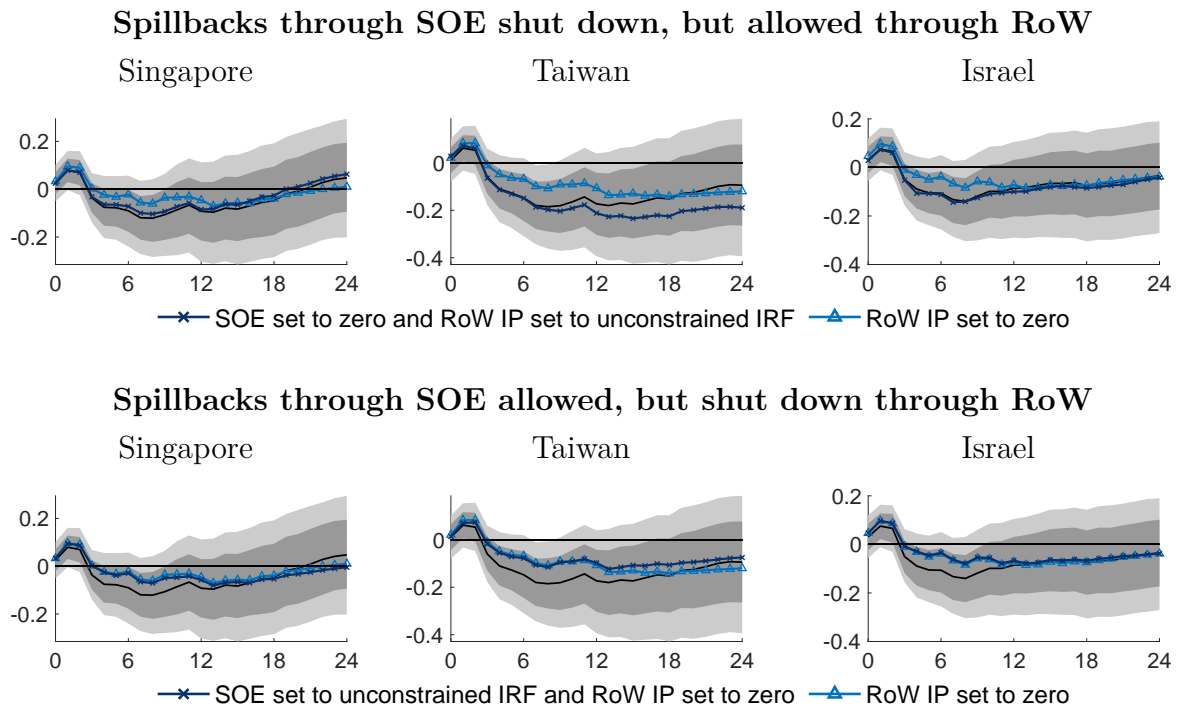 Spillbacks through SOE shut down, but allowed through RoW
Singapore Taiwan Israel
0.2
0
-0.2
0 6 12 18 24
0
-0.2
-0.4
0 6 12 18 24
0.2
0
-0.2
-0.4
0 6 12 18 24
SOE set to zero and RoW IP set to unconstrained IRF RoW IP set to zero
Spillbacks through SOE allowed, but shut down through RoW
Singapore Taiwan Israel
0.2
0
-0.2
0 6 12 18 24
0
-0.2
-0.4
0 6 12 18 24
0.2
0
-0.2
-0.4
0 6 12 18 24
SOE set to unconstrained IRF and RoW IP set to zero RoW IP set to zero